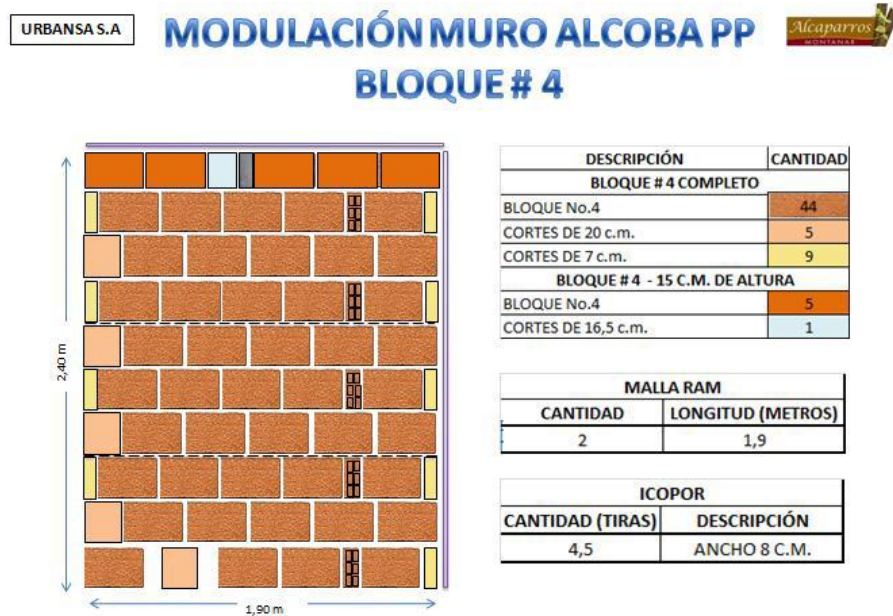 URBANSA S.A
MODULACIÓN MURO ALCOBA PP
BLOQUE # 4
Alcaparros
MONTANAR
2,40 m
1,90 m
DESCRIPCIÓN CANTIDAD
BLOQUE # 4 COMPLETO
BLOQUE No.4 44
CORTES DE 20 c.m. 5
CORTES DE 7 c.m. 9
BLOQUE # 4 - 15 C.M. DE ALTURA
BLOQUE No.4 5
CORTES DE 16,5 c.m. 1
MALLA RAM
CANTIDAD LONGITUD (METROS)
2 1,9
ICOPOR
CANTIDAD (TIRAS) DESCRIPCIÓN
4,5 ANCHO 8 C.M.